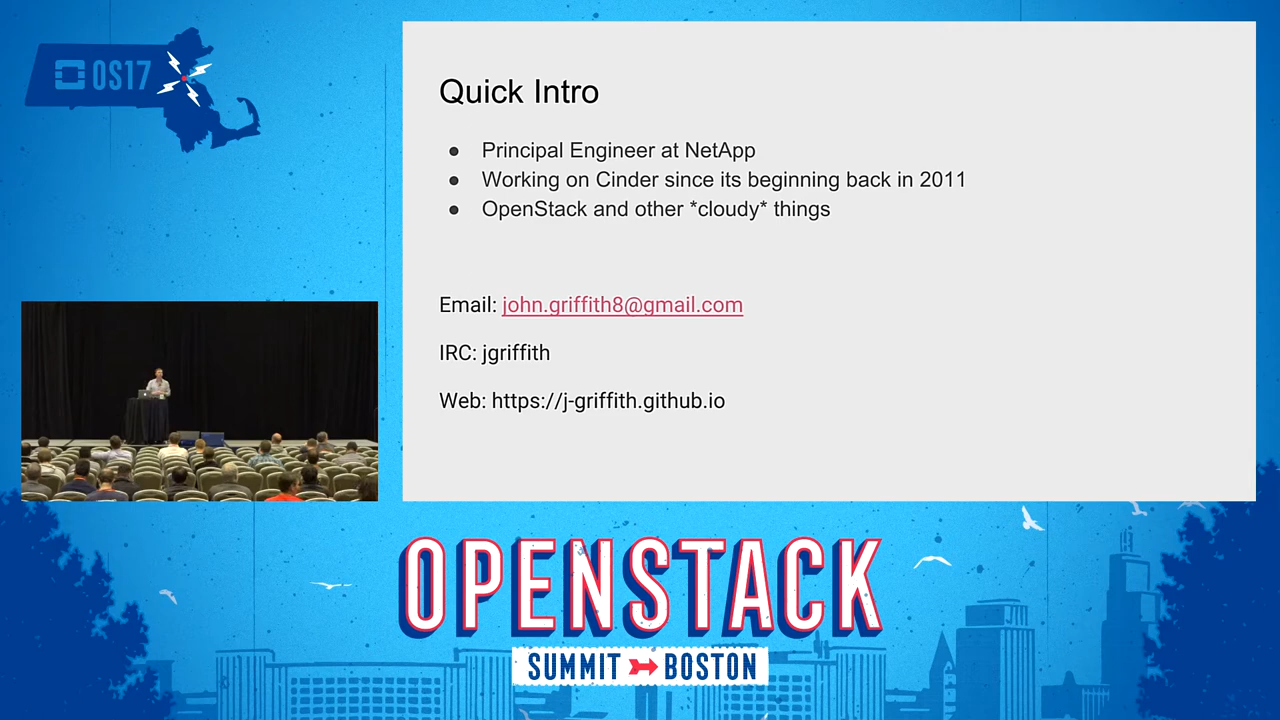 OS17
Quick Intro
● Principal Engineer at NetApp
● Working on Cinder since its beginning back in 2011
● OpenStack and other *cloudy* things
Email: john.griffith8@gmail.com
IRC: jgriffith
Web: https://j-griffith.github.io
OPENSTACK
SUMMIT BOSTON